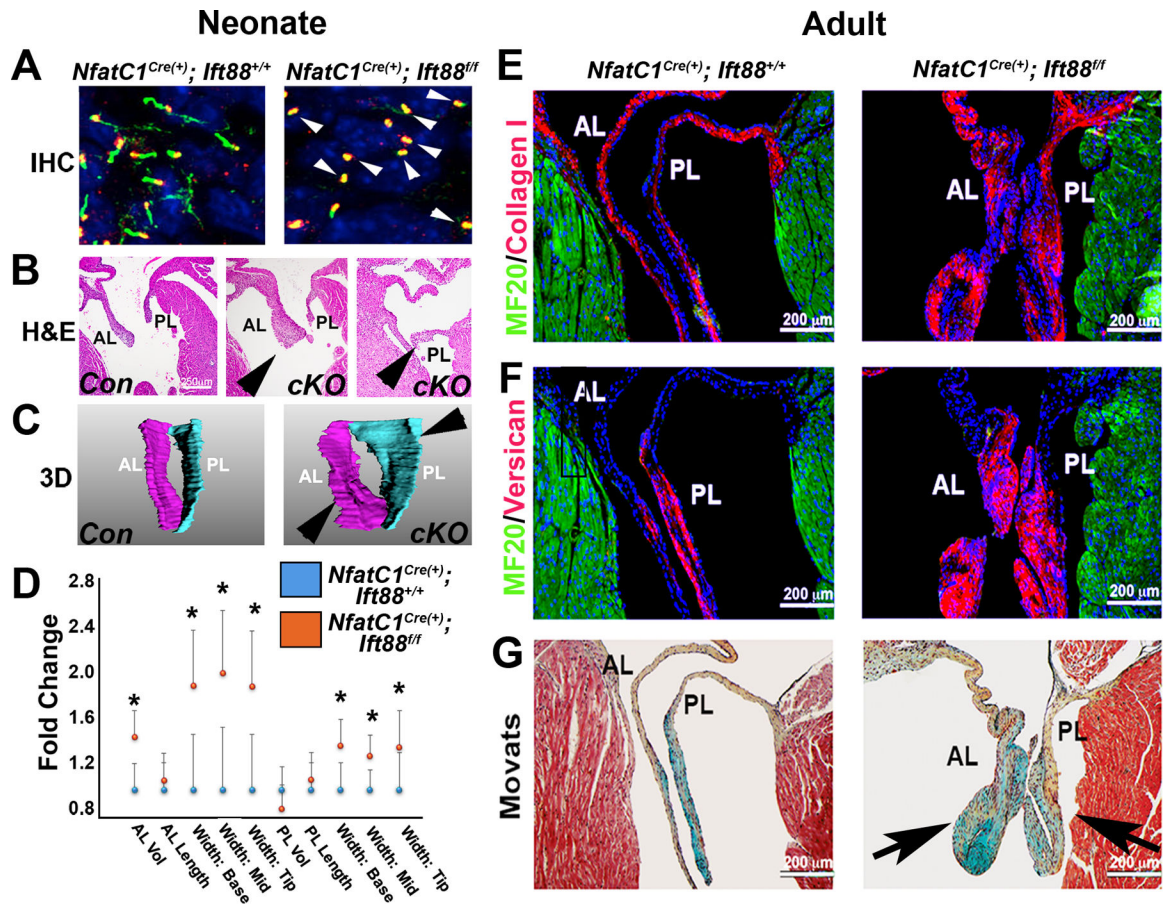 Neonate
A
NfatC1Cre(+); Ift88+/+
NfatC1Cre(+); Ift88f/f
IHC
B
H&E
AL
PL
Con
250µm
AL
PL
cKO
PL
cKO
C
3D
AL
PL
Con
AL
PL
cKO
D
Fold Change
2.8
2.4
2.0
1.6
1.2
0.8
*
*
*
*
*
*
*
NfatC1Cre(+);
Ift88+/+
NfatC1Cre(+);
Ift88f/f
AL Vol
AL Length
Width: Base
Width: Mid
Width: Tip
PL Vol
PL Length
Width: Base
Width: Mid
Width: Tip
Adult
E
NfatC1Cre(+); Ift88+/+
NfatC1Cre(+); Ift88f/f
MF20/Collagen I
AL
PL
200 µm
AL
PL
200 µm
F
MF20/Versican
AL
PL
200 µm
AL
PL
200 µm
G
Movats
AL
PL
200 µm
AL
PL
200 µm